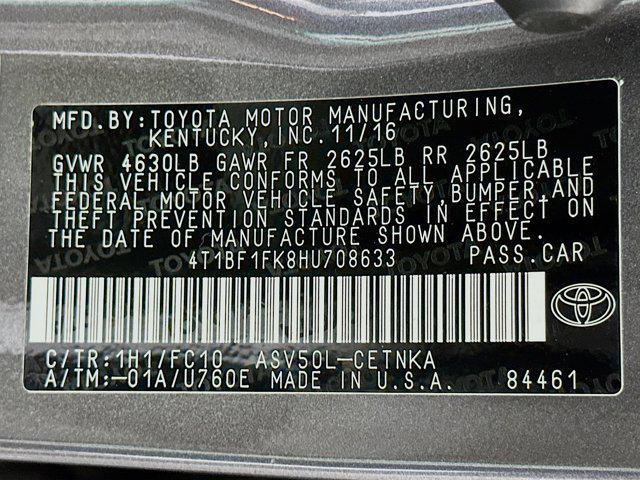 MFD.BY:TOYOTA MOTOR MANUFACTURING,
KENTUCKY,INC.11/16
GVWR 4630LB GAWR FR 2625LB RR 2625LB
THIS VEHICLE CONFORMS TO ALL APPLICABLE
FEDERAL MOTOR VEHICLE SAFETY,BUMPER,AND
THEFT PREVENTION STANDARDS IN EFFECT ON
THE DATE OF MANUFACTURE SHOWN ABOVE.
4T1BF1FK8HU708633 PASS.CAR
C/TR:1H1/FC10 ASV50L-CETNKA
A/TM:-01A/U760E MADE IN U.S.A. 84461